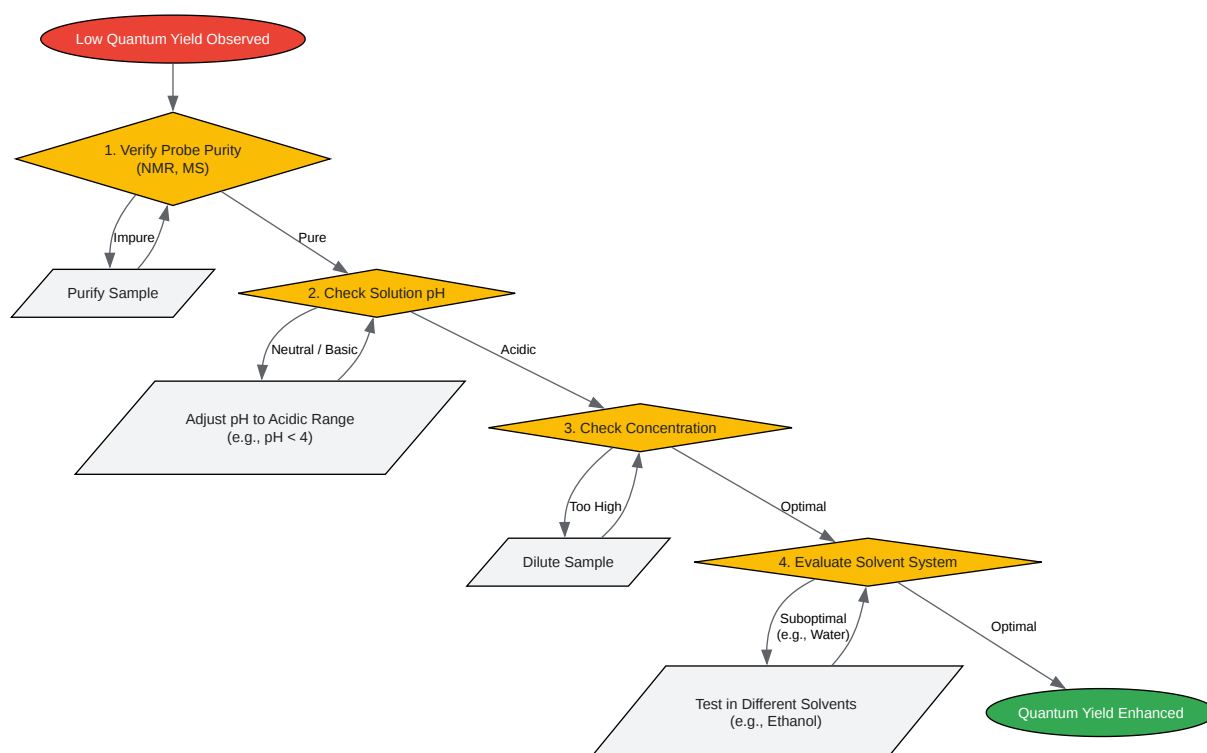 Low Quantum Yield Observed
1. Verify Probe Purity
(NMR, MS)
Impure
Pure
Purify Sample
2. Check Solution pH
Neutral / Basic
Acidic
Adjust pH to Acidic Range
(e.g., pH < 4)
3. Check Concentration
Too High
Optimal
Dilute Sample
4. Evaluate Solvent System
Suboptimal
(e.g., Water)
Optimal
Test in Different Solvents
(e.g., Ethanol)
Quantum Yield Enhanced